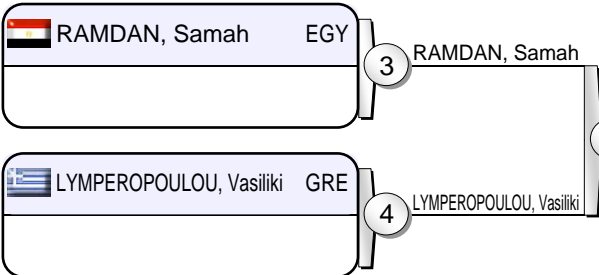 RAMDAN, Samah EGY
3
RAMDAN, Samah
LYMPEROPOULOU, Vasiliki GRE
4
LYMPEROPOULOU, Vasiliki